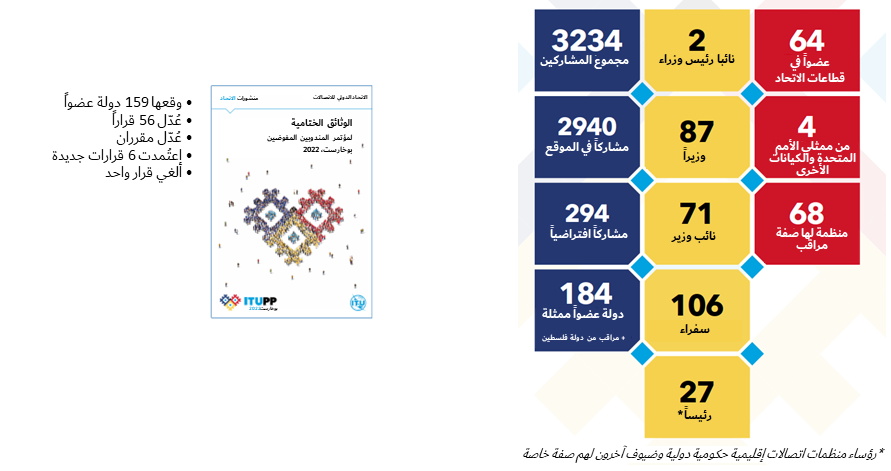 64
عضواً في
قطاعات الاتحاد
2
نائبا رئيس وزراء
3234
مجموع المشاركين
4
من ممثلي الأمم
المتحدة والكيانات
الأخرى
87
وزيراً
2940
مشاركاً في الموقع
68
منظمة لها صفة
مراقب
71
نائب وزير
294
مشاركاً افتراضياً
106
سفراء
184
دولة عضواً ممثلة
+ مراقب من دولة فلسطين
27
رئيساً*
* رؤساء منظمات اتصالات إقليمية حكومية دولية وضيوف آخرون لهم صفة خاصة
الاتحاد الدولي للاتصالات
منشورات الاتحاد
الوثائق الختامية
لمؤتمر المندوبين المفوضين
بوخارست، 2022
ITUPP
بوخارست2022
ITU
• وقعها 159 دولة عضواً
• عُدّل 56 قراراً
• عُدّل مقرران
• اعتُمدت 6 قرارات جديدة
• ألغي قرار واحد